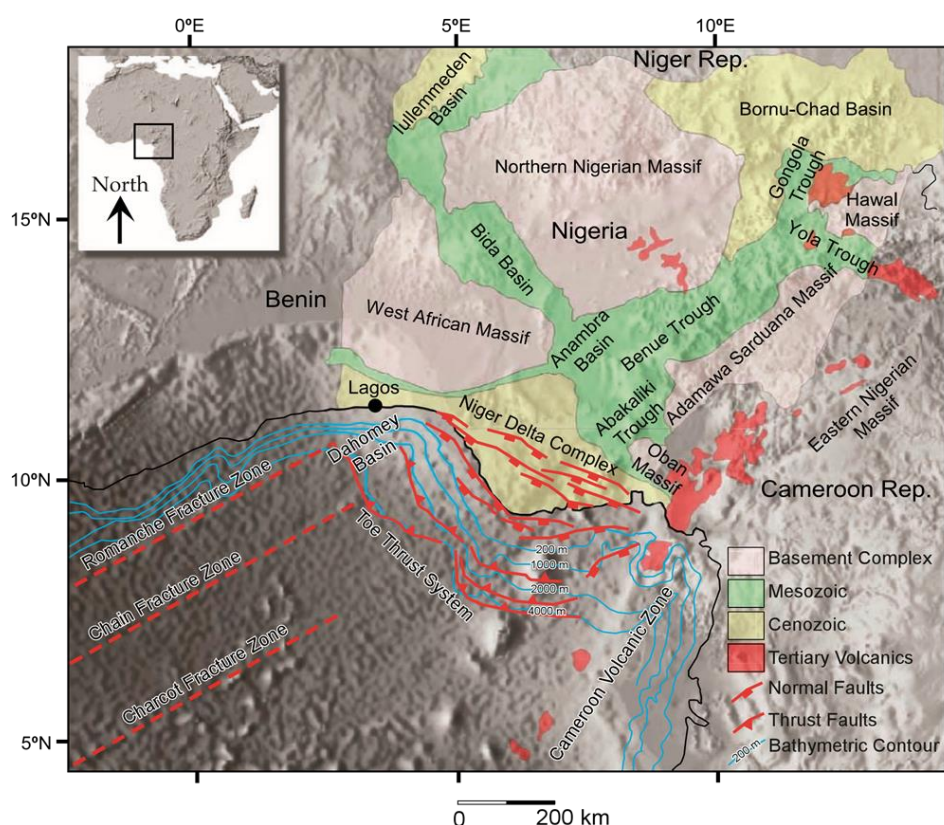 0ºE
5ºE
10ºE
15ºN
10ºN
5ºN
North
Niger Rep.
Iullemmeden
Basin
Bornu-Chad Basin
Northern Nigerian Massif
Gongola
Trough
Hawal
Massif
Nigeria
Yola Trough
Bida Basin
Benin
West African Massif
Anambra
Basin
Benue Trough
Adamawa Sarduana Massif
Lagos
Abakaliki
Trough
Eastern Nigerian
Massif
Niger Delta Complex
Dahomey
Basin
Oban
Massif
Cameroon Rep.
Romanche Fracture Zone
Toe Thrust System
Chain Fracture Zone
Charcot Fracture Zone
200 m
1000 m
2000 m
4000 m
Cameroon Volcanic Zone
Basement Complex
Mesozoic
Cenozoic
Tertiary Volcanics
Normal Faults
Thrust Faults
200 m
Bathymetric Contour
0
200 km